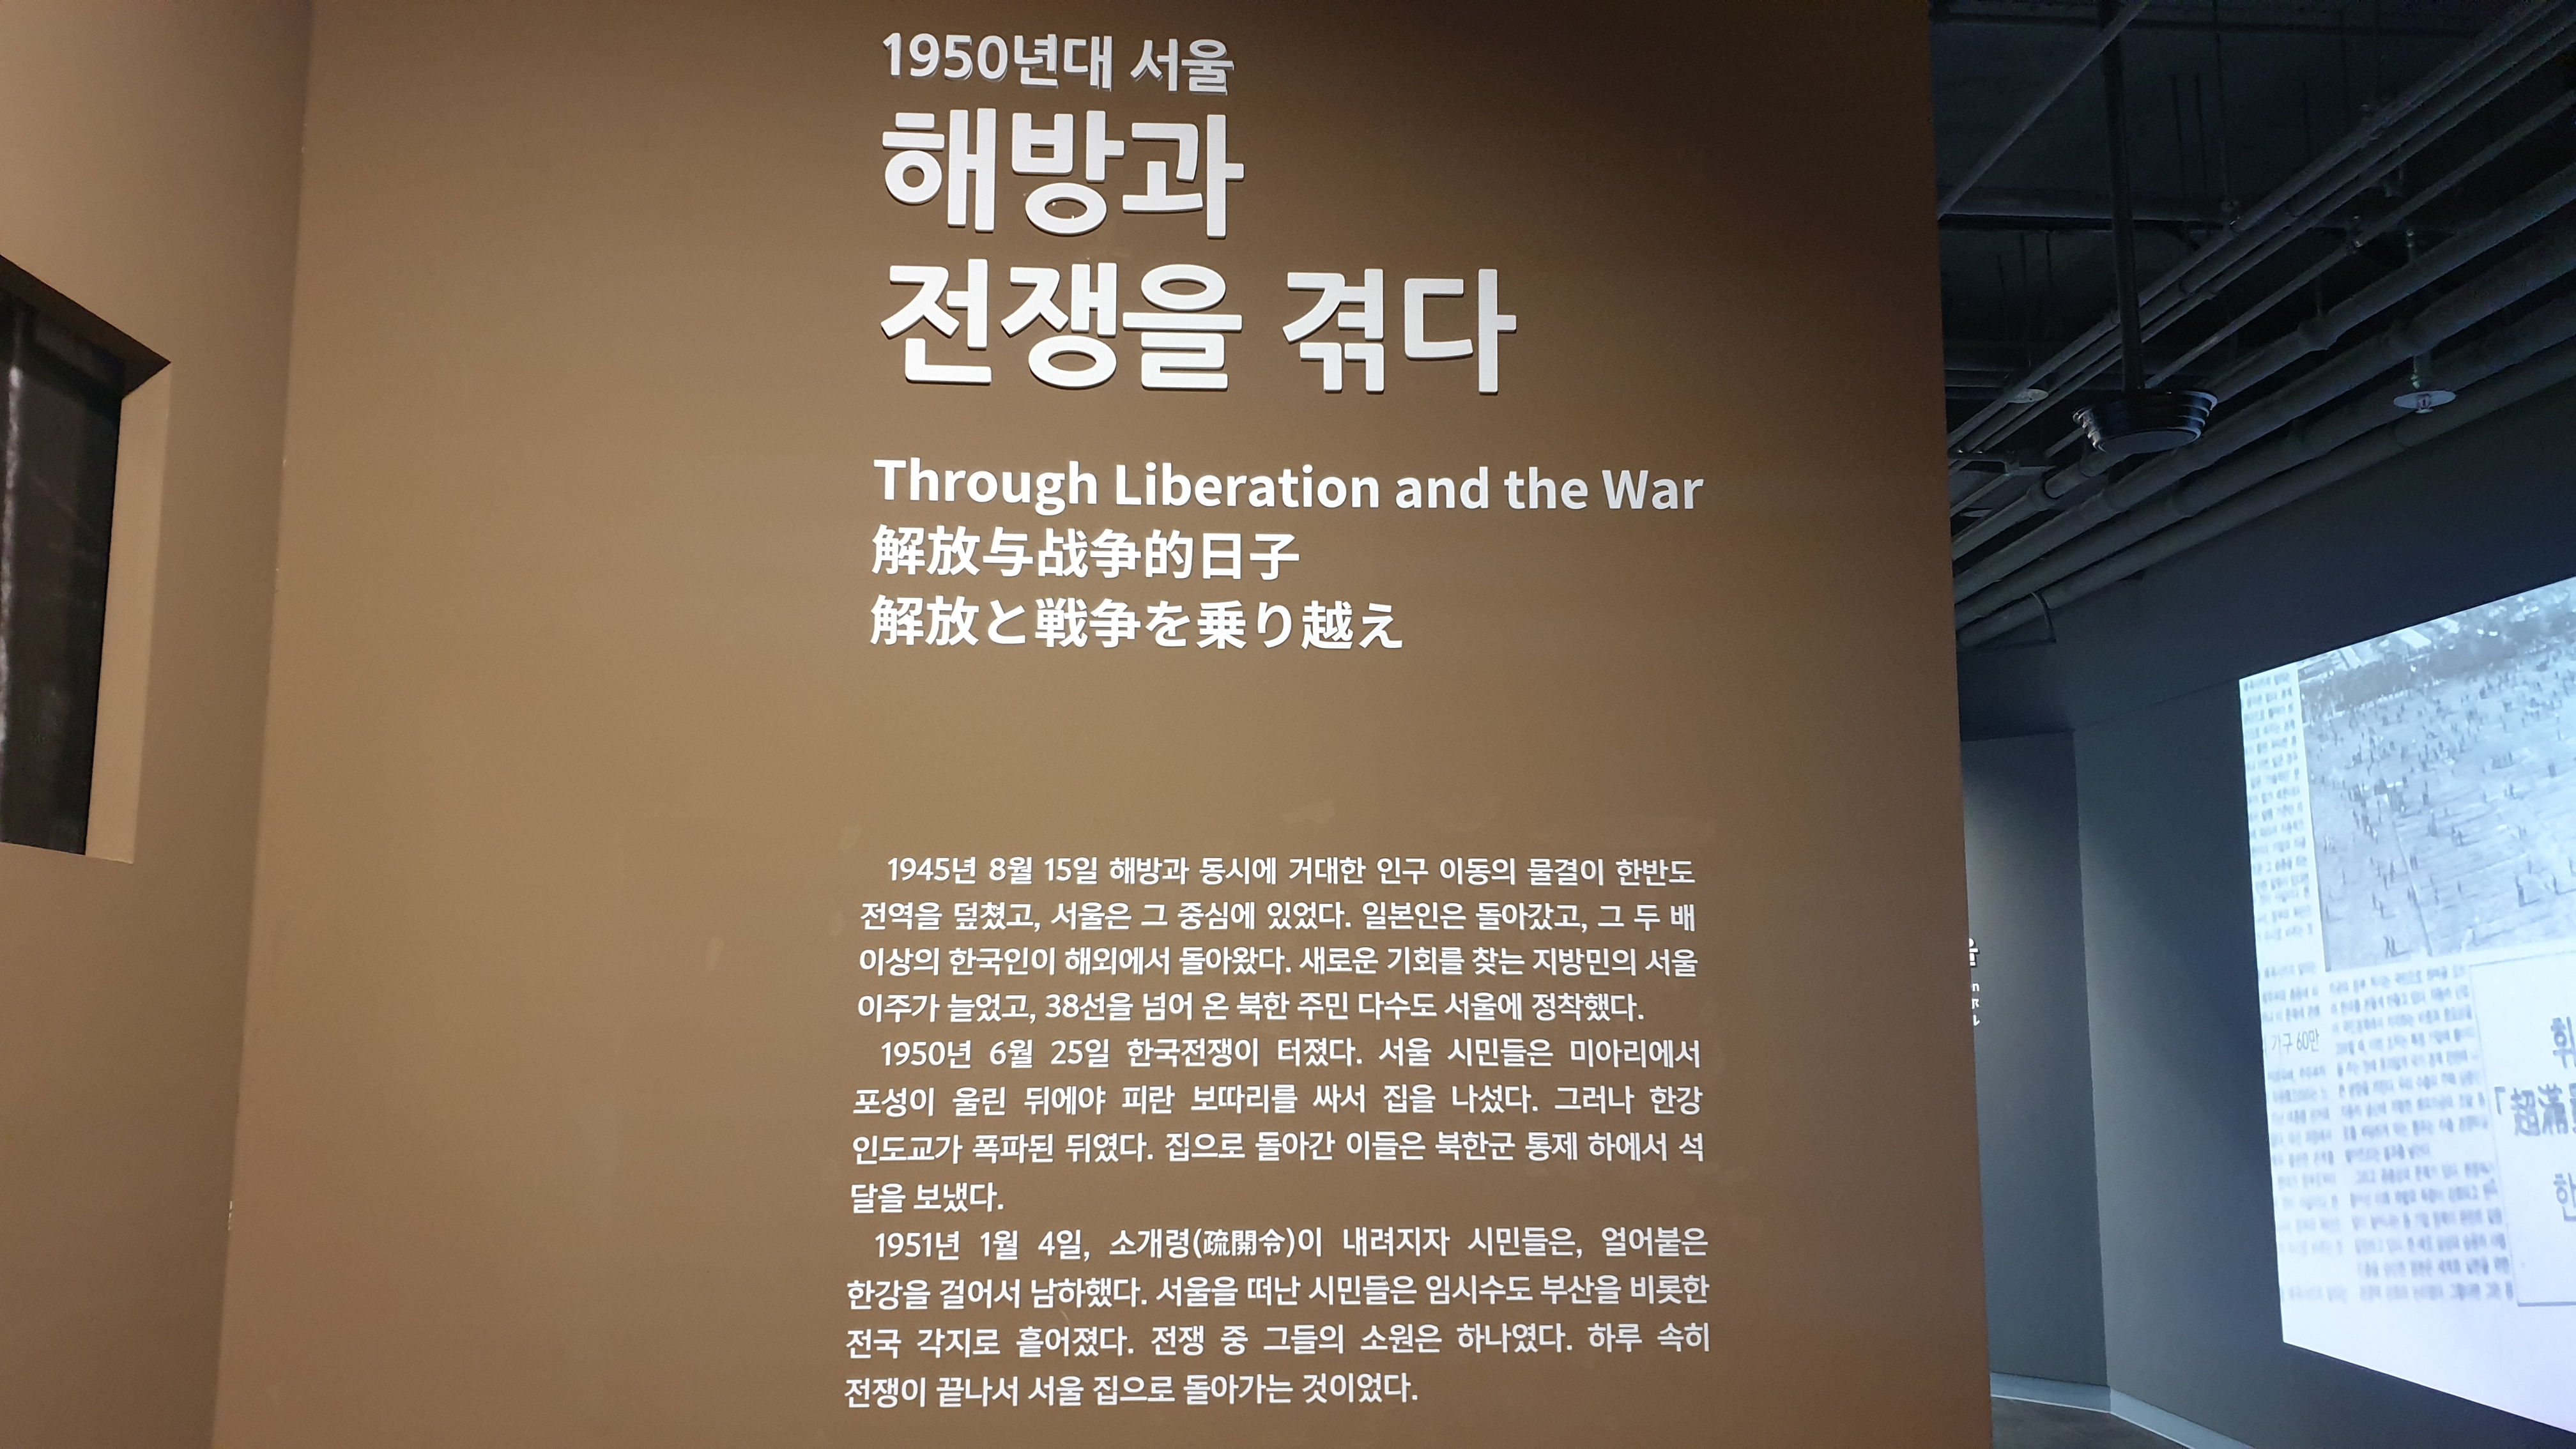 1950년대 서울
해방과
전쟁을 겪다
Through Liberation and the War
解放与战争的日子
解放と戦争を乗り越え
1945년 8월 15일 해방과 동시에 거대한 인구 이동의 물결이 한반도
전역을 덮쳤고, 서울은 그 중심에 있었다. 일본인은 돌아갔고, 그 두 배
이상의 한국인이 해외에서 돌아왔다. 새로운 기회를 찾는 지방민의 서울
이주가 늘었고, 38선을 넘어 온 북한 주민 다수도 서울에 정착했다.
1950년 6월 25일 한국전쟁이 터졌다. 서울 시민들은 미아리에서
포성이 울린 뒤에야 피란 보따리를 싸서 집을 나섰다. 그러나 한강
인도교가 폭파된 뒤였다. 집으로 돌아간 이들은 북한군 통제 하에서 석
달을 보냈다.
1951년 1월 4일, 소개령(疏開令)이 내려지자 시민들은, 얼어붙은
한강을 걸어서 남하했다. 서울을 떠난 시민들은 임시수도 부산을 비롯한
전국 각지로 흩어졌다. 전쟁 중 그들의 소원은 하나였다. 하루 속히
전쟁이 끝나서 서울 집으로 돌아가는 것이었다.
가구 60만
「超滿